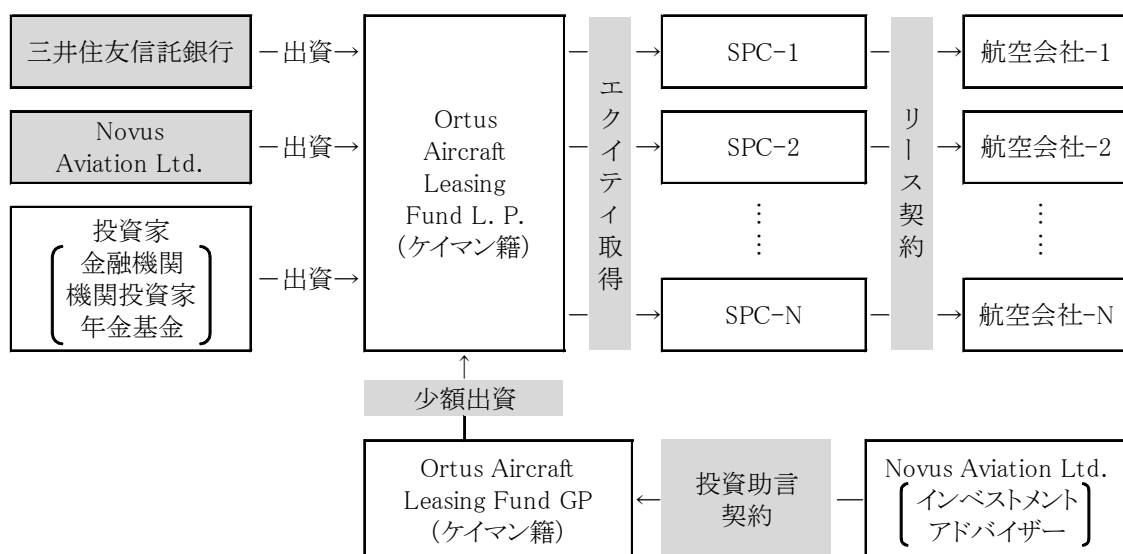 三井住友信託銀行
―出資→
Novus
Aviation Ltd.
―出資→
投資家
金融機関
機関投資家
年金基金
―出資→
Ortus
Aircraft
Leasing
Fund L. P.
(ケイマン籍)
エクイティ取得
SPC-1
SPC-2
SPC-N
リース契約
航空会社-1
航空会社-2
航空会社-N
少額出資
Ortus Aircraft
Leasing Fund GP
(ケイマン籍)
投資助言
契約
Novus Aviation Ltd.
インベストメント
アドバイザー